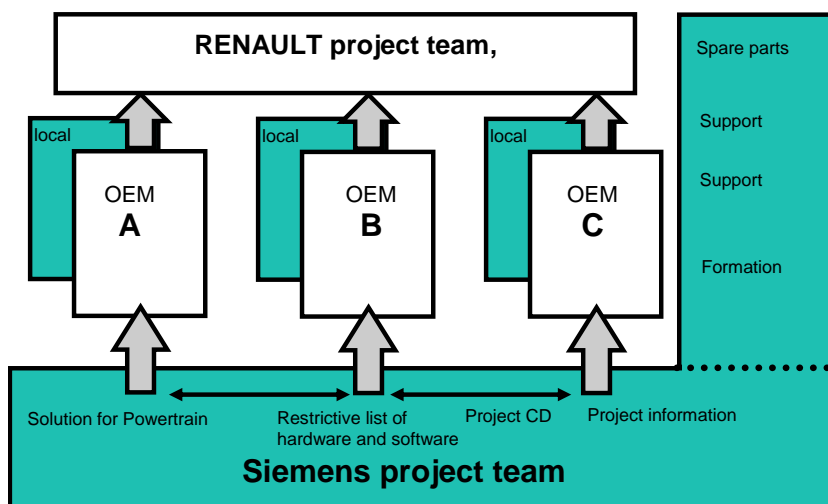 RENAULT project team,
Spare parts
local
local
local
Support
OEM
A
OEM
B
OEM
C
Support
Formation
Solution for Powertrain
Restrictive list of
hardware and software
Project CD
Project information
Siemens project team